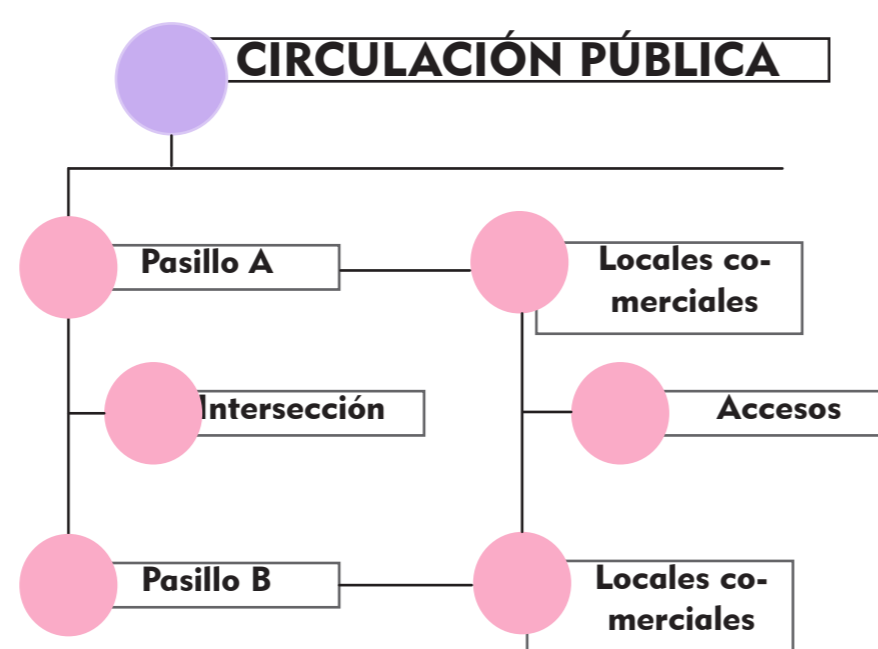 CIRCULACIÓN PÚBLICA
Pasillo A
Locales co-
merciales
Intersección
Accesos
Pasillo B
Locales co-
merciales